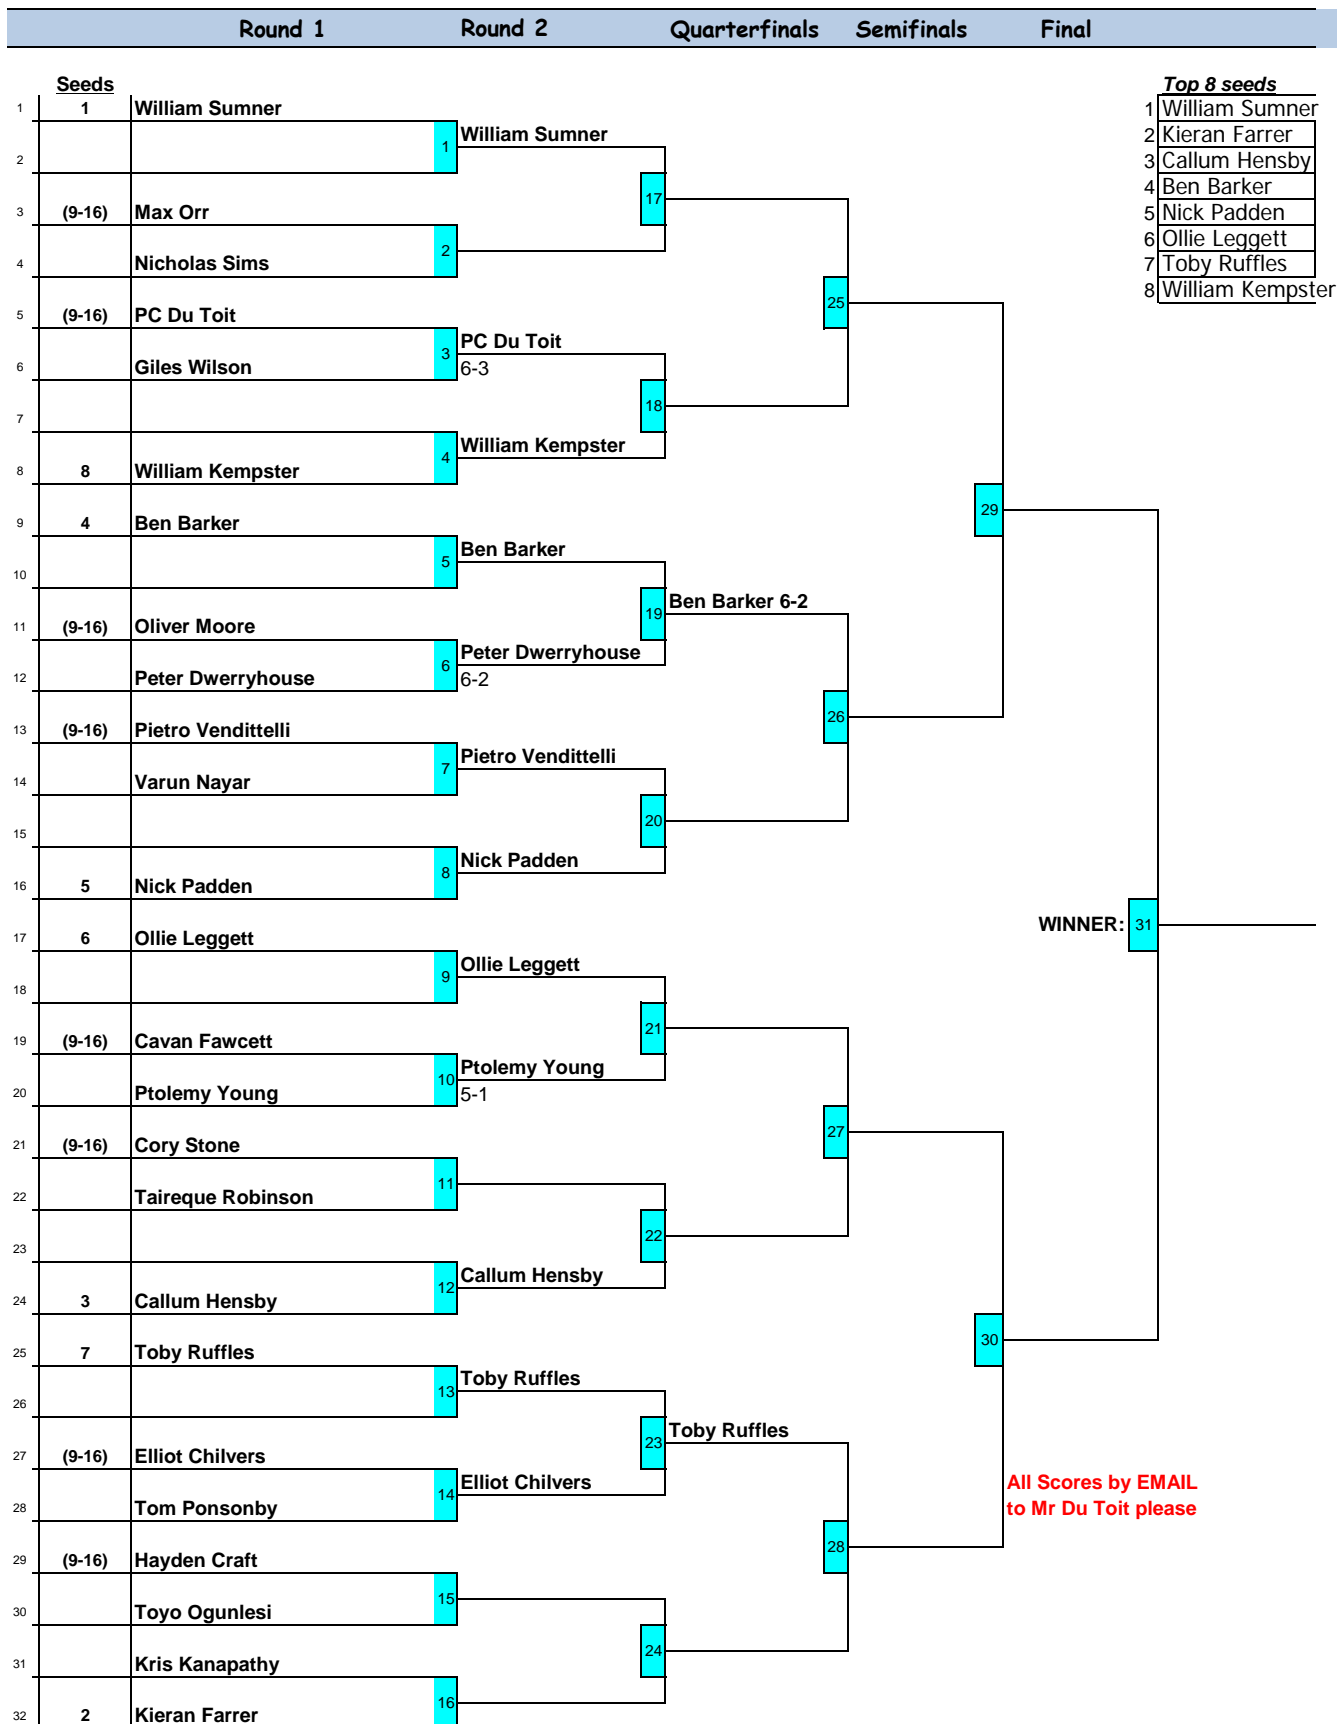 Round 1 Round 2 Quarterfinals Semifinals Final
Seeds Top 8 seeds
1 1 William Sumner 1 William Sumner
1 William Sumner 2 Kieran Farrer
2 3 Callum Hensby
17 4 Ben Barker
3 (9-16) Max Orr 5 Nick Padden
2 6 Ollie Leggett
4 Nicholas Sims 7 Toby Ruffles
25 8 William Kempster
5 (9-16) PC Du Toit
3 PC Du Toit
6 Giles Wilson 6-3
18
7
4 William Kempster
8 8 William Kempster
29
9 4 Ben Barker
5 Ben Barker
10
19 Ben Barker 6-2
11 (9-16) Oliver Moore
6 Peter Dwerryhouse
12 Peter Dwerryhouse 6-2
26
13 (9-16) Pietro Vendittelli
7 Pietro Vendittelli
14 Varun Nayar
20
15
8 Nick Padden
16 5 Nick Padden
WINNER: 31
17 6 Ollie Leggett
9 Ollie Leggett
18
21
19 (9-16) Cavan Fawcett
10 Ptolemy Young
20 Ptolemy Young 5-1
27
21 (9-16) Cory Stone
11
22 Taireque Robinson
22
23
12 Callum Hensby
24 3 Callum Hensby
30
25 7 Toby Ruffles
13 Toby Ruffles
26
23 Toby Ruffles
27 (9-16) Elliot Chilvers
14 Elliot Chilvers All Scores by EMAIL
28 Tom Ponsonby to Mr Du Toit please
28
29 (9-16) Hayden Craft
15
30 Toyo Ogunlesi
24
31 Kris Kanapathy
16
32 2 Kieran Farrer